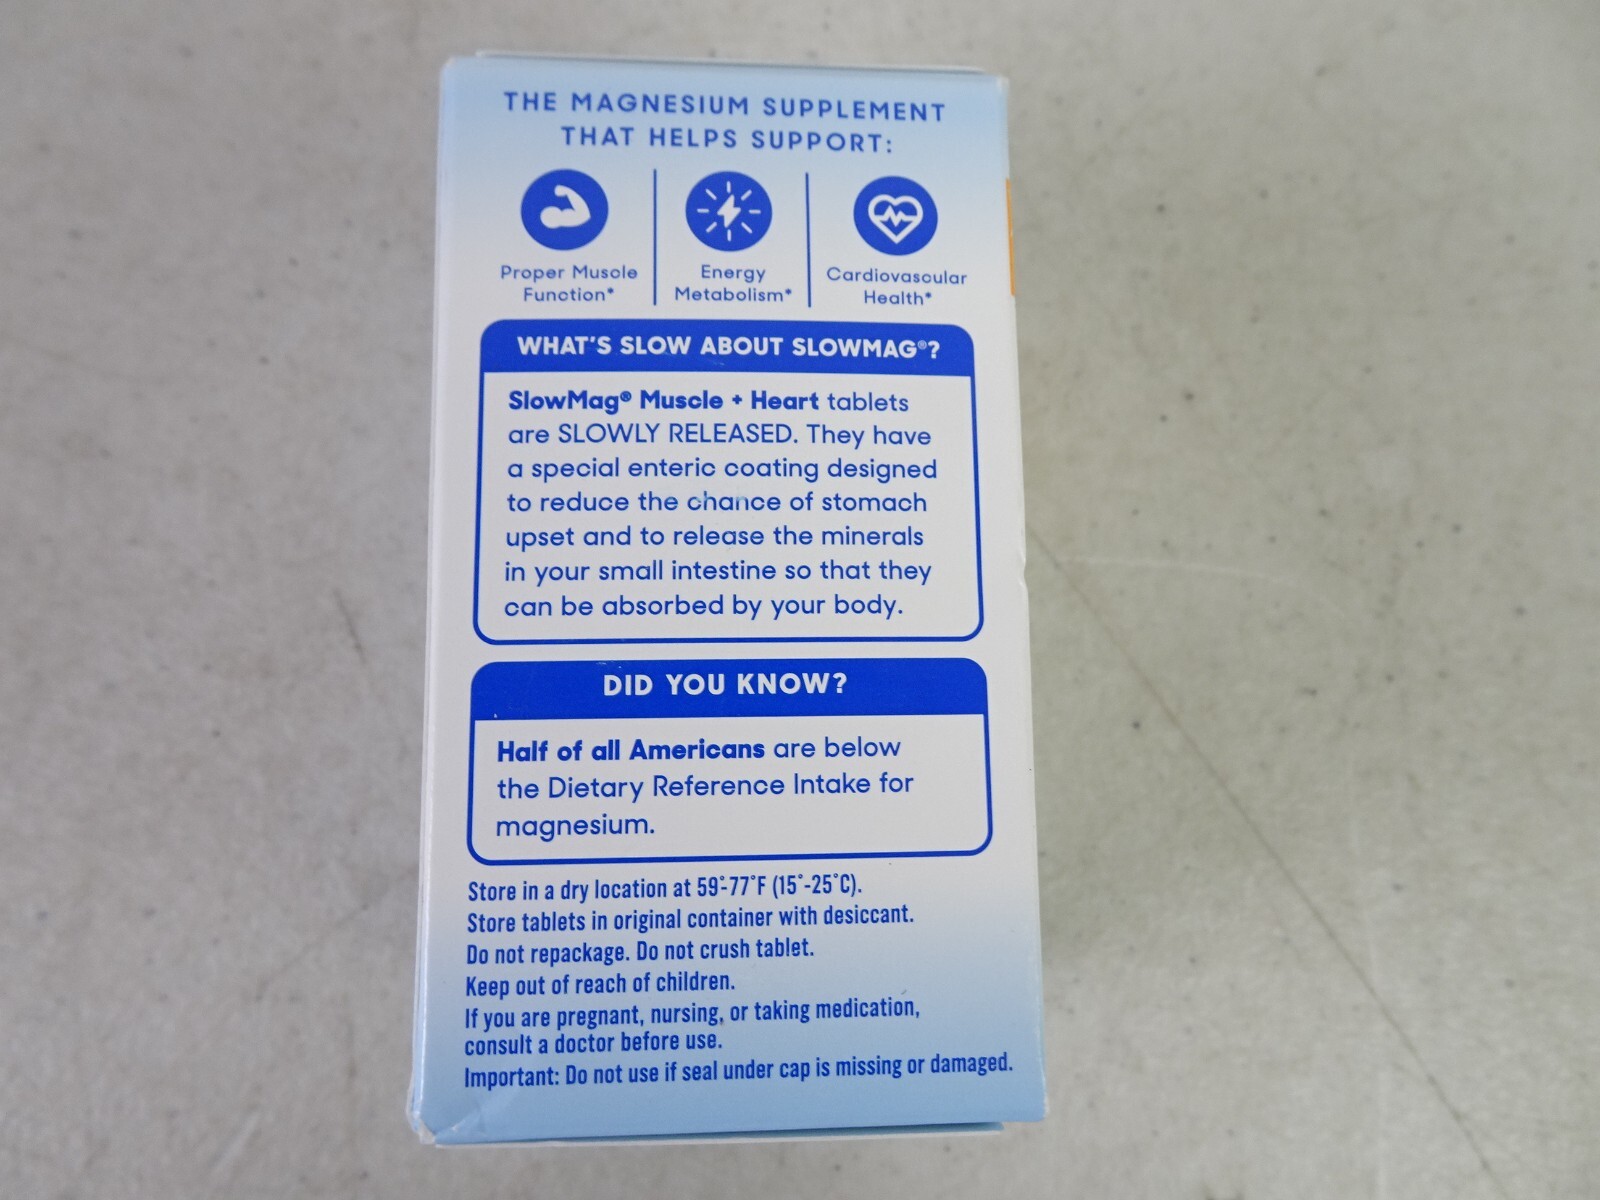 THE MAGNESIUM SUPPLEMENT
THAT HELPS SUPPORT:
Proper Muscle
Function*
Energy
Metabolism*
Cardiovascular
Health*
WHAT'S SLOW ABOUT SLOWMAG®?
SlowMag® Muscle + Heart tablets
are SLOWLY RELEASED. They have
a special enteric coating designed
to reduce the chance of stomach
upset and to release the minerals
in your small intestine so that they
can be absorbed by your body.
DID YOU KNOW?
Half of all Americans are below
the Dietary Reference Intake for
magnesium.
Store in a dry location at 59°-77°F (15°-25°C).
Store tablets in original container with desiccant.
Do not repackage. Do not crush tablet.
Keep out of reach of children.
If you are pregnant, nursing, or taking medication,
consult a doctor before use.
Important: Do not use if seal under cap is missing or damaged.